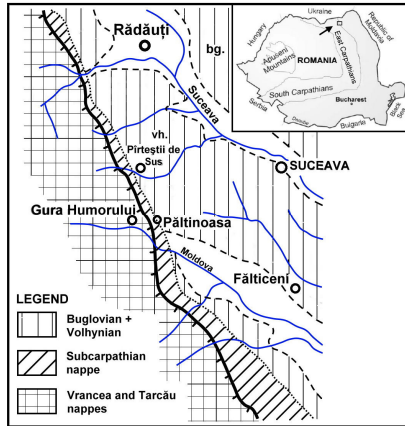 Rădăuți
bg.
Suceava
vh.
Pirteștii de
Sus
SUCEAVA
Gura Humorului
Păltinoasa
Moldova
Fălticeni
LEGEND
Buglovian +
Volhynian
Subcarpathian
nappe
Vrancea and Tarcău
nappes
Ukraine
Republic of
Moldova
Hungary
Apuseni
Mountains
East Carpathians
ROMANIA
South Carpathians
Serbia
Bucharest
Danube
Bulgaria
Black
Sea